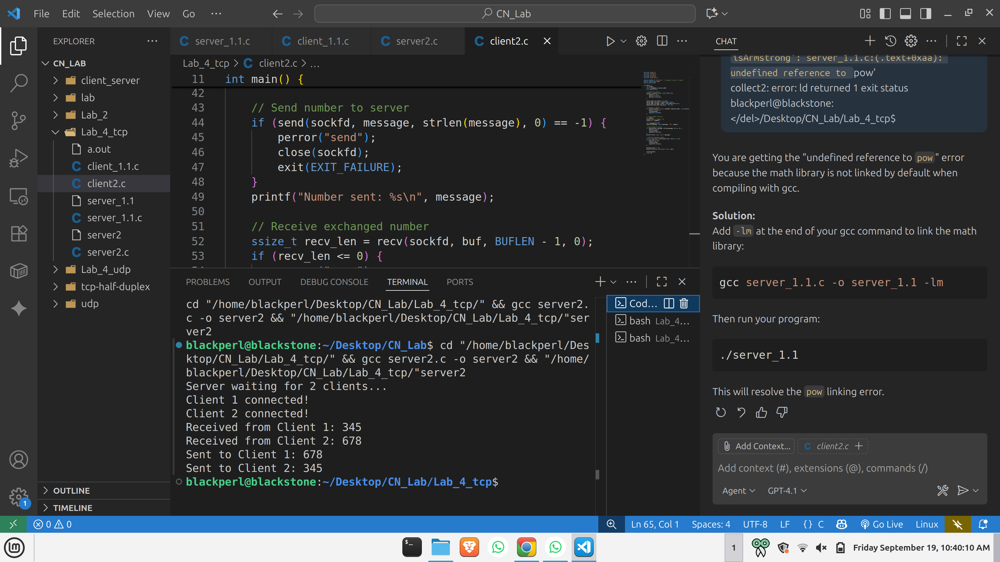 File Edit Selection View Go ··· CN_Lab
EXPLORER ···
CN_LAB
client_server
lab
Lab_2
Lab_4_tcp
a.out
client_1.1.c
client2.c
server_1.1
server_1.1.c
server2
server2.c
Lab_4_udp
tcp-half-duplex
udp
OUTLINE
TIMELINE
server_1.1.c client_1.1.c server2.c client2.c
Lab_4_tcp > client2.c > ...
11 int main() {
42
43 // Send number to server
44 if (send(sockfd, message, strlen(message), 0) == -1) {
45 perror("send");
46 close(sockfd);
47 exit(EXIT_FAILURE);
48 }
49 printf("Number sent: %s\n", message);
50
51 // Receive exchanged number
52 ssize_t recv_len = recv(sockfd, buf, BUFLEN - 1, 0);
53 if (recv_len <= 0) {
PROBLEMS OUTPUT DEBUG CONSOLE TERMINAL PORTS
cd "/home/blackperl/Desktop/CN_Lab/Lab_4_tcp/" && gcc server2.
c -o server2 && "/home/blackperl/Desktop/CN_Lab/Lab_4_tcp/"ser
ver2
blackperl@blackstone:~/Desktop/CN_Lab$ cd "/home/blackperl/Des
ktop/CN_Lab/Lab_4_tcp/" && gcc server2.c -o server2 && "/home/
blackperl/Desktop/CN_Lab/Lab_4_tcp/"server2
Server waiting for 2 clients...
Client 1 connected!
Client 2 connected!
Received from Client 1: 345
Received from Client 2: 678
Sent to Client 1: 678
Sent to Client 2: 345
blackperl@blackstone:~/Desktop/CN_Lab/Lab_4_tcp$
Cod...
bash Lab_4...
bash Lab_4...
CHAT
isArmstrong': server_1.1.c:(.text+0xaa):
undefined reference to pow'
collect2: error: ld returned 1 exit status
blackperl@blackstone:
</del>/Desktop/CN_Lab/Lab_4_tcp$
You are getting the "undefined reference to pow" error
because the math library is not linked by default when
compiling with gcc.
Solution:
Add -lm at the end of your gcc command to link the math
library:
gcc server_1.1.c -o server_1.1 -lm
Then run your program:
./server_1.1
This will resolve the pow linking error.
Add Context... client2.c
Add context (#), extensions (@), commands (/)
Agent GPT-4.1
1
0 0 Ln 65, Col 1 Spaces: 4 UTF-8 LF {} C Go Live Linux
1 Friday September 19, 10:40:10 AM